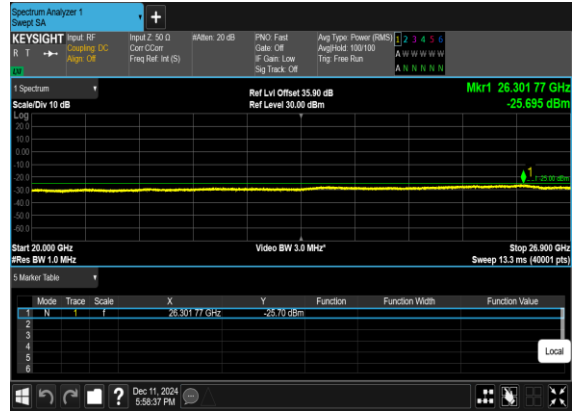 Spectrum Analyzer 1
Swept SA
KEYSIGHT
R T
Input: RF
Coupling: DC
Align: Off
Input Z: 50 Ω
Corr CCorr
Freq Ref: Int (S)
#Atten: 20 dB
PNO: Fast
Gate: Off
IF Gain: Low
Sig Track: Off
Avg Type: Power (RMS)
Avg|Hold: 100/100
Trig: Free Run
1 2 3 4 5 6
A W W W W W
A N N N N N
1 Spectrum
Scale/Div 10 dB
Ref Lvl Offset 35.90 dB
Ref Level 30.00 dBm
Mkr1 26.301 77 GHz
-25.695 dBm
Log
20.0
10.0
0.00
-10.0
-20.0
-30.0
-40.0
-50.0
-60.0
1
-25.00 dBm
Start 20.000 GHz
#Res BW 1.0 MHz
Video BW 3.0 MHz*
Stop 26.900 GHz
Sweep 13.3 ms (40001 pts)
5 Marker Table
Mode Trace Scale X Y Function Function Width Function Value
1 N 1 f 26.301 77 GHz -25.70 dBm
2
3
4
5
6
Local
Dec 11, 2024
5:58:37 PM